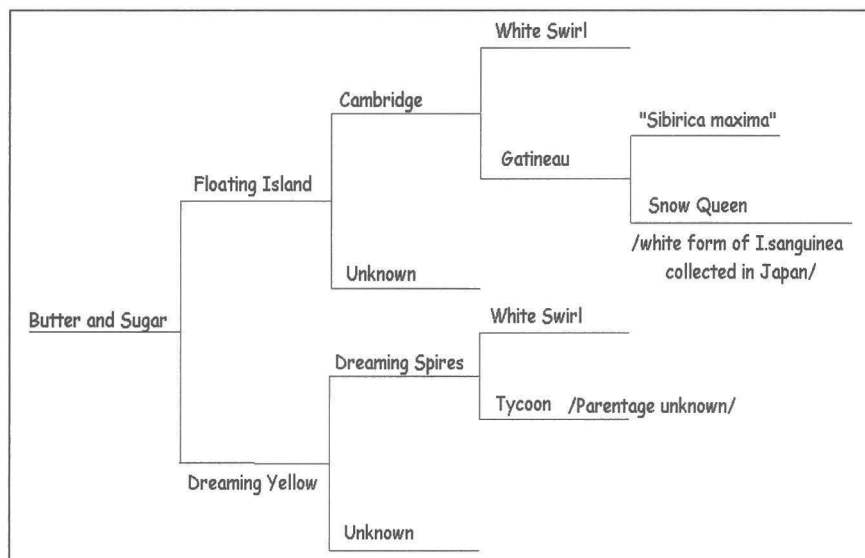 White Swirl
Cambridge
"Sibirica maxima"
Gatineau
Floating Island
Snow Queen
/white form of I.sanguinea
collected in Japan/
Unknown
Butter and Sugar
White Swirl
Dreaming Spires
Tycoon /Parentage unknown/
Dreaming Yellow
Unknown